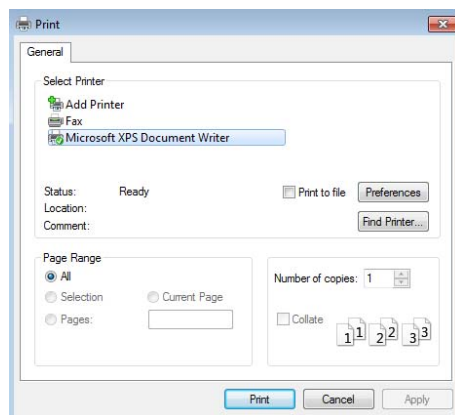 Print
General
Select Printer
Add Printer
Fax
Microsoft XPS Document Writer
Status: Ready
Print to file
Preferences
Location:
Comment:
Find Printer...
Page Range
All
Selection
Current Page
Pages:
Number of copies: 1
Collate
1 1 2 2 3 3
Print Cancel Apply